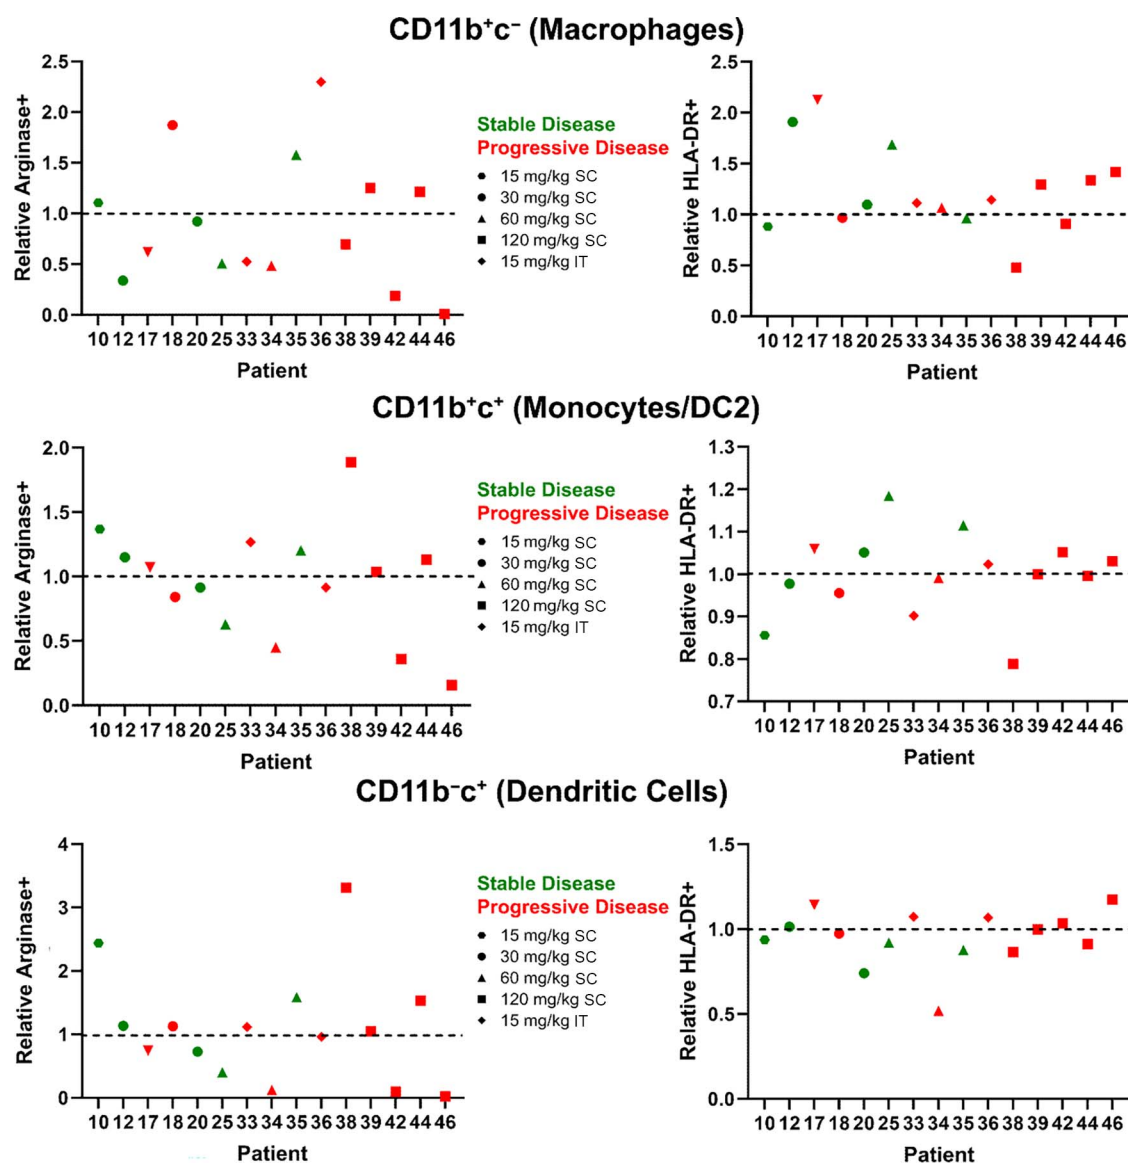 CD11b⁺c⁻ (Macrophages)
Relative Arginase+
2.5
2.0
1.5
1.0
0.5
0.0
10 12 17 18 20 25 33 34 35 36 38 39 42 44 46
Patient
Stable Disease
Progressive Disease
15 mg/kg SC
30 mg/kg SC
60 mg/kg SC
120 mg/kg SC
15 mg/kg IT
Relative HLA-DR+
2.5
2.0
1.5
1.0
0.5
0.0
10 12 17 18 20 25 33 34 35 36 38 39 42 44 46
Patient
CD11b⁺c⁺ (Monocytes/DC2)
Relative Arginase+
2.0
1.5
1.0
0.5
0.0
10 12 17 18 20 25 33 34 35 36 38 39 42 44 46
Patient
Stable Disease
Progressive Disease
15 mg/kg SC
30 mg/kg SC
60 mg/kg SC
120 mg/kg SC
15 mg/kg IT
Relative HLA-DR+
1.3
1.2
1.1
1.0
0.9
0.8
0.7
10 12 17 18 20 25 33 34 35 36 38 39 42 44 46
Patient
CD11b⁻c⁺ (Dendritic Cells)
Relative Arginase+
4
3
2
1
0
10 12 17 18 20 25 33 34 35 36 38 39 42 44 46
Patient
Stable Disease
Progressive Disease
15 mg/kg SC
30 mg/kg SC
60 mg/kg SC
120 mg/kg SC
15 mg/kg IT
Relative HLA-DR+
1.5
1.0
0.5
0.0
10 12 17 18 20 25 33 34 35 36 38 39 42 44 46
Patient